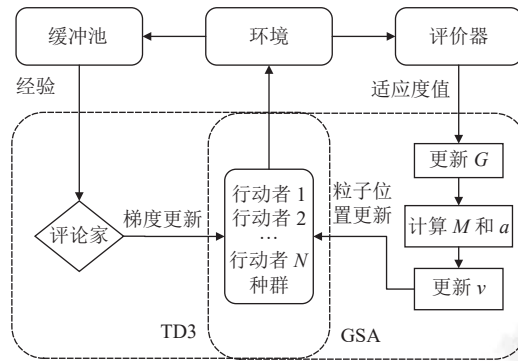 缓冲池
环境
评价器
经验
适应度值
更新 G
行动者 1
行动者 2
…
行动者 N
种群
粒子位
置更新
评论家
梯度更新
计算 M 和 a
更新 v
TD3
GSA